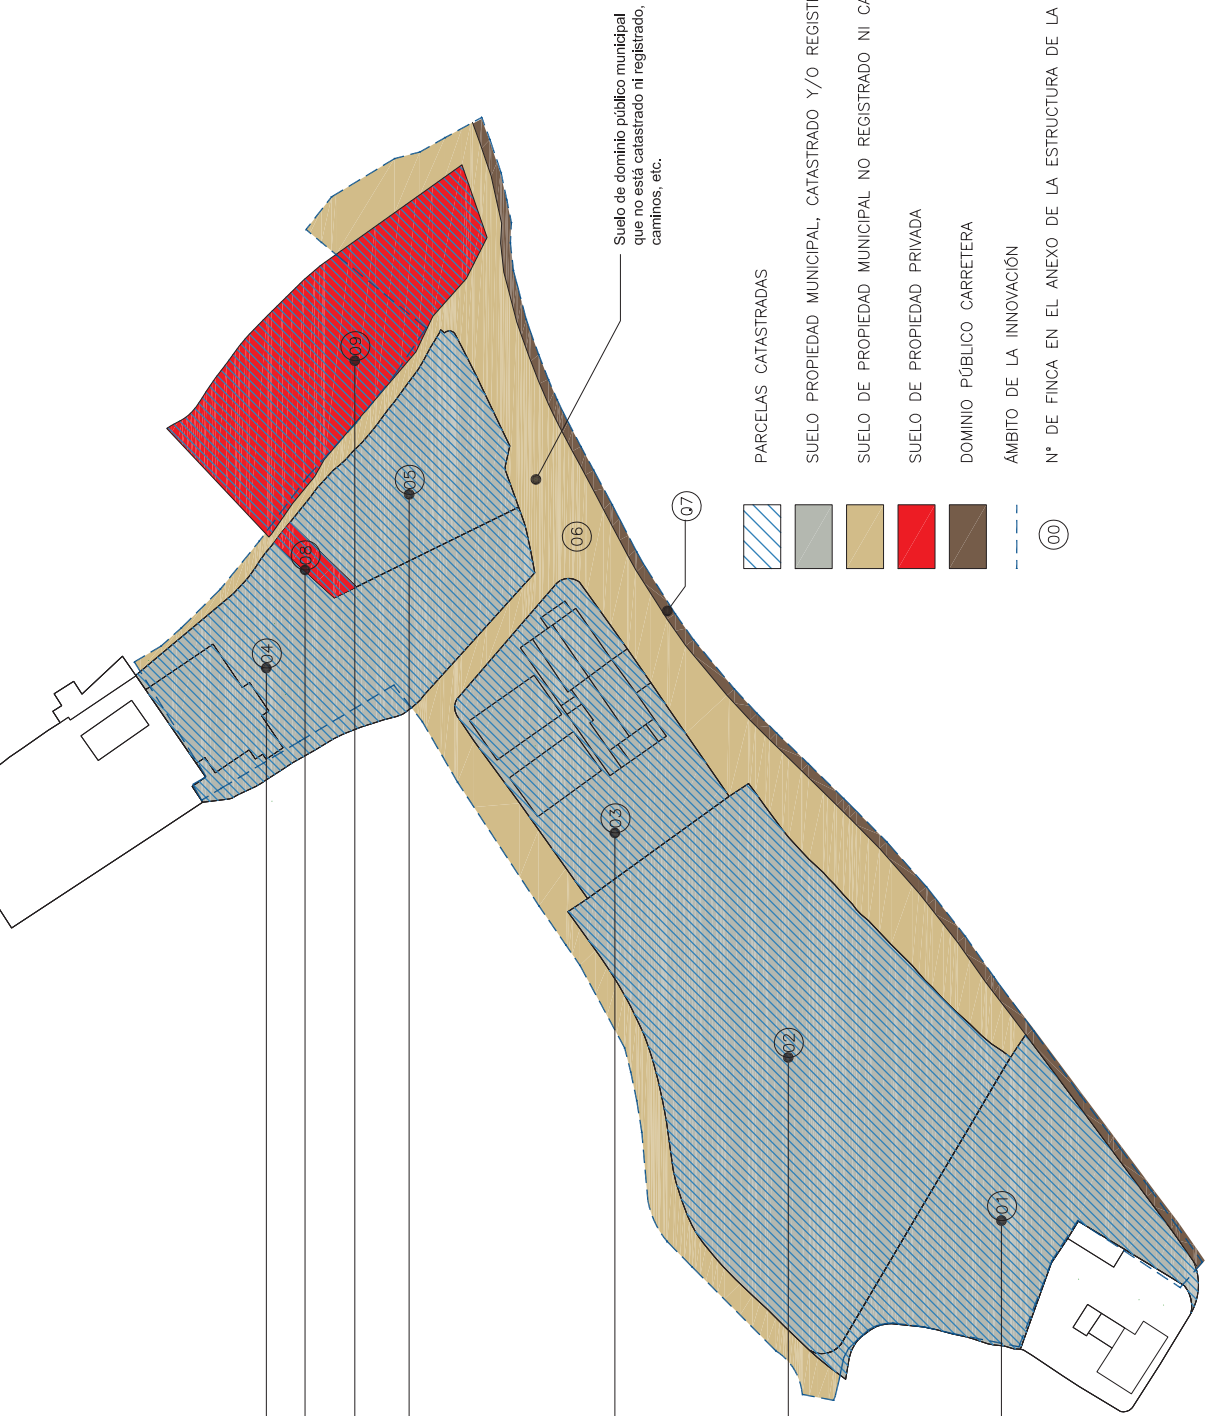 Suelo de dominio público municipal
que no está catastrado ni registrado,
caminos, etc.
PARCELAS CATASTRADAS
SUELO PROPIEDAD MUNICIPAL, CATASTRADO Y/O
SUELO DE PROPIEDAD MUNICIPAL NO REGISTRADO NI
SUELO DE PROPIEDAD PRIVADA
DOMINIO PÚBLICO CARRETERA
ÁMBITO DE LA INNOVACIÓN
00 Nº DE FINCA EN EL ANEXO DE LA ESTRUCTURA DE LA
04
08
09
05
06
07
03
02
01